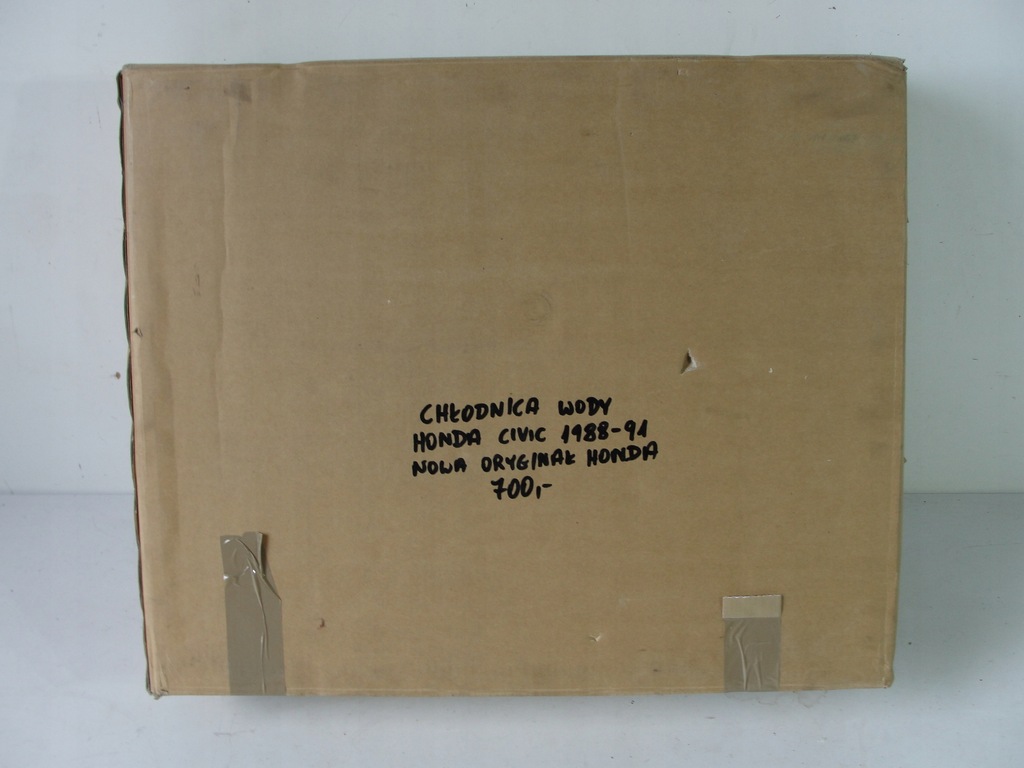 CHŁODNICA WODY
HONDA CIVIC 1988-91
NOWA ORYGINAŁ HONDA
700,-